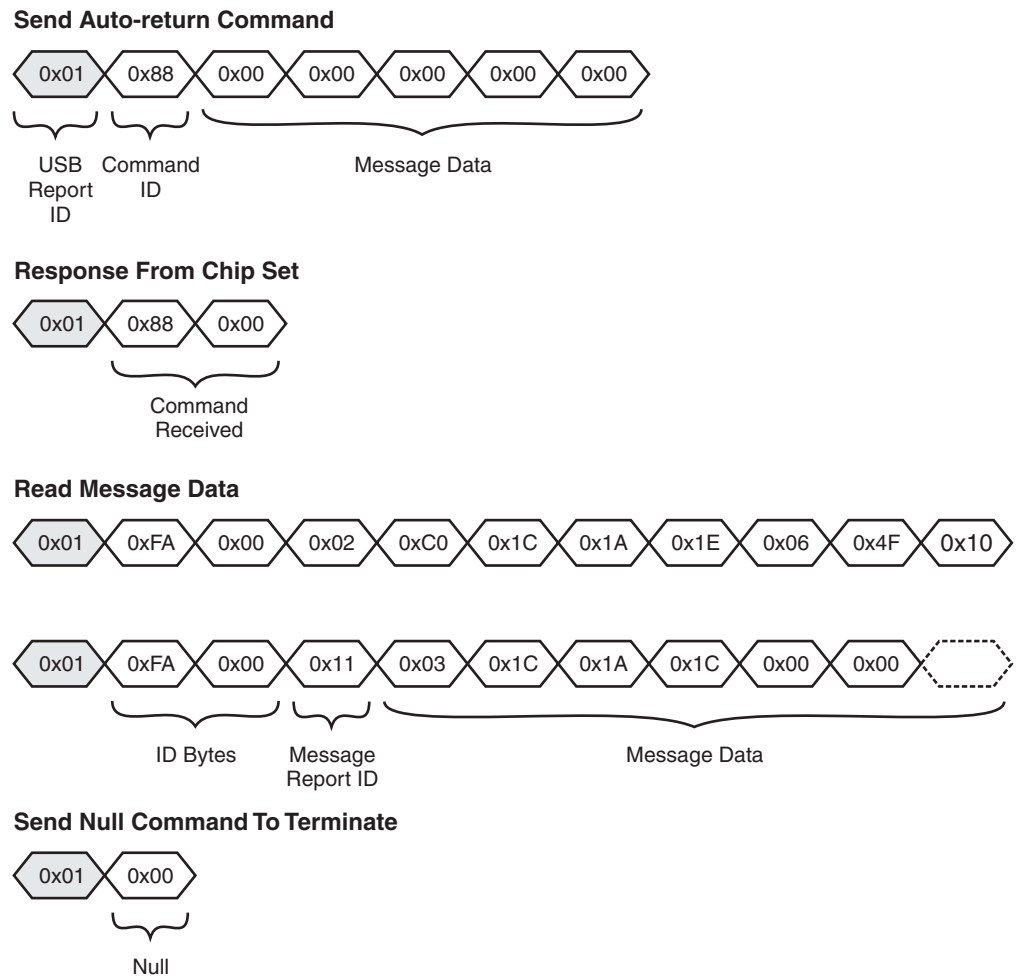 Send Auto-return Command
0x01 0x88 0x00 0x00 0x00 0x00 0x00
USB Command Message Data
Report ID
ID
Response From Chip Set
0x01 0x88 0x00
Command
Received
Read Message Data
0x01 0xFA 0x00 0x02 0xC0 0x1C 0x1A 0x1E 0x06 0x4F 0x10
0x01 0xFA 0x00 0x11 0x03 0x1C 0x1A 0x1C 0x00 0x00
ID Bytes Message Message Data
Report ID
Send Null Command To Terminate
0x01 0x00
Null